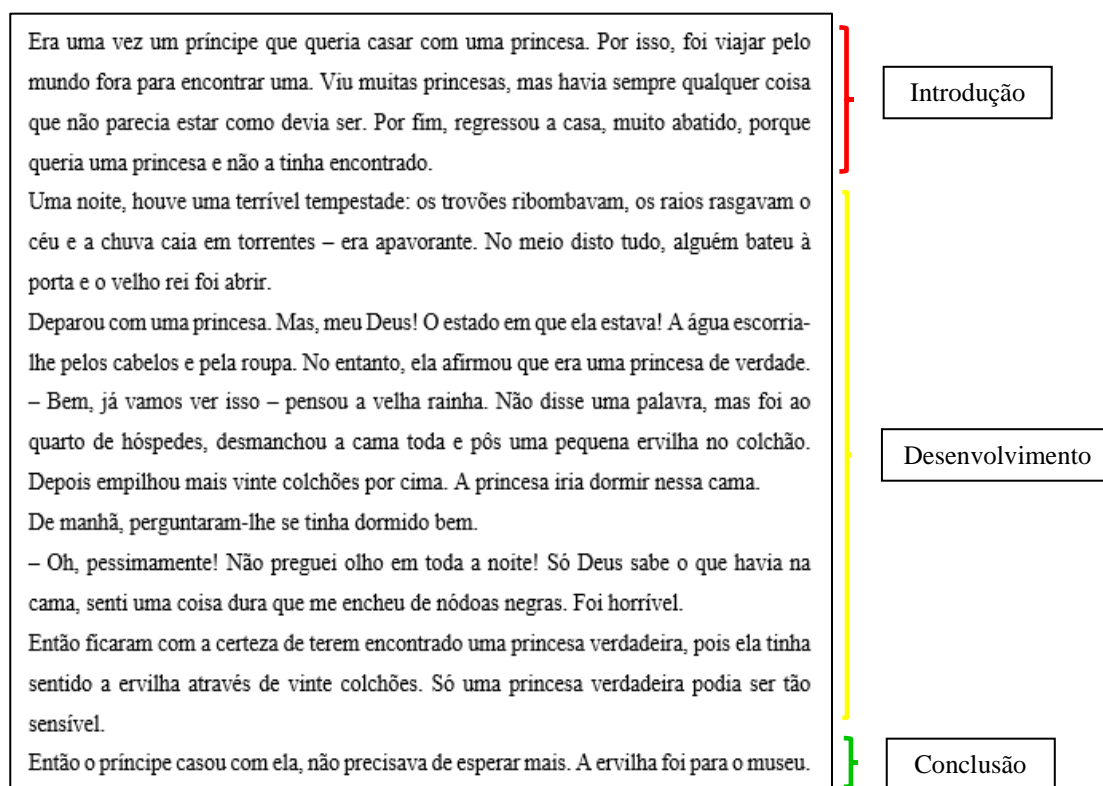 Era uma vez um príncipe que queria casar com uma princesa. Por isso, foi viajar pelo
mundo fora para encontrar uma. Viu muitas princesas, mas havia sempre qualquer coisa
que não parecia estar como devia ser. Por fim, regressou a casa, muito abatido, porque
queria uma princesa e não a tinha encontrado.
Introdução
Uma noite, houve uma terrível tempestade: os trovões ribombavam, os raios rasgavam o
céu e a chuva caia em torrentes – era apavorante. No meio disto tudo, alguém bateu à
porta e o velho rei foi abrir.
Deparou com uma princesa. Mas, meu Deus! O estado em que ela estava! A água escorria-
lhe pelos cabelos e pela roupa. No entanto, ela afirmou que era uma princesa de verdade.
– Bem, já vamos ver isso – pensou a velha rainha. Não disse uma palavra, mas foi ao
quarto de hóspedes, desmanchou a cama toda e pôs uma pequena ervilha no colchão.
Depois empilhou mais vinte colchões por cima. A princesa iria dormir nessa cama.
De manhã, perguntaram-lhe se tinha dormido bem.
– Oh, pessimamente! Não preguei olho em toda a noite! Só Deus sabe o que havia na
cama, senti uma coisa dura que me encheu de nódoas negras. Foi horrível.
Então ficaram com a certeza de terem encontrado uma princesa verdadeira, pois ela tinha
sentido a ervilha através de vinte colchões. Só uma princesa verdadeira podia ser tão
sensível.
Desenvolvimento
Então o príncipe casou com ela, não precisava de esperar mais. A ervilha foi para o museu.
Conclusão